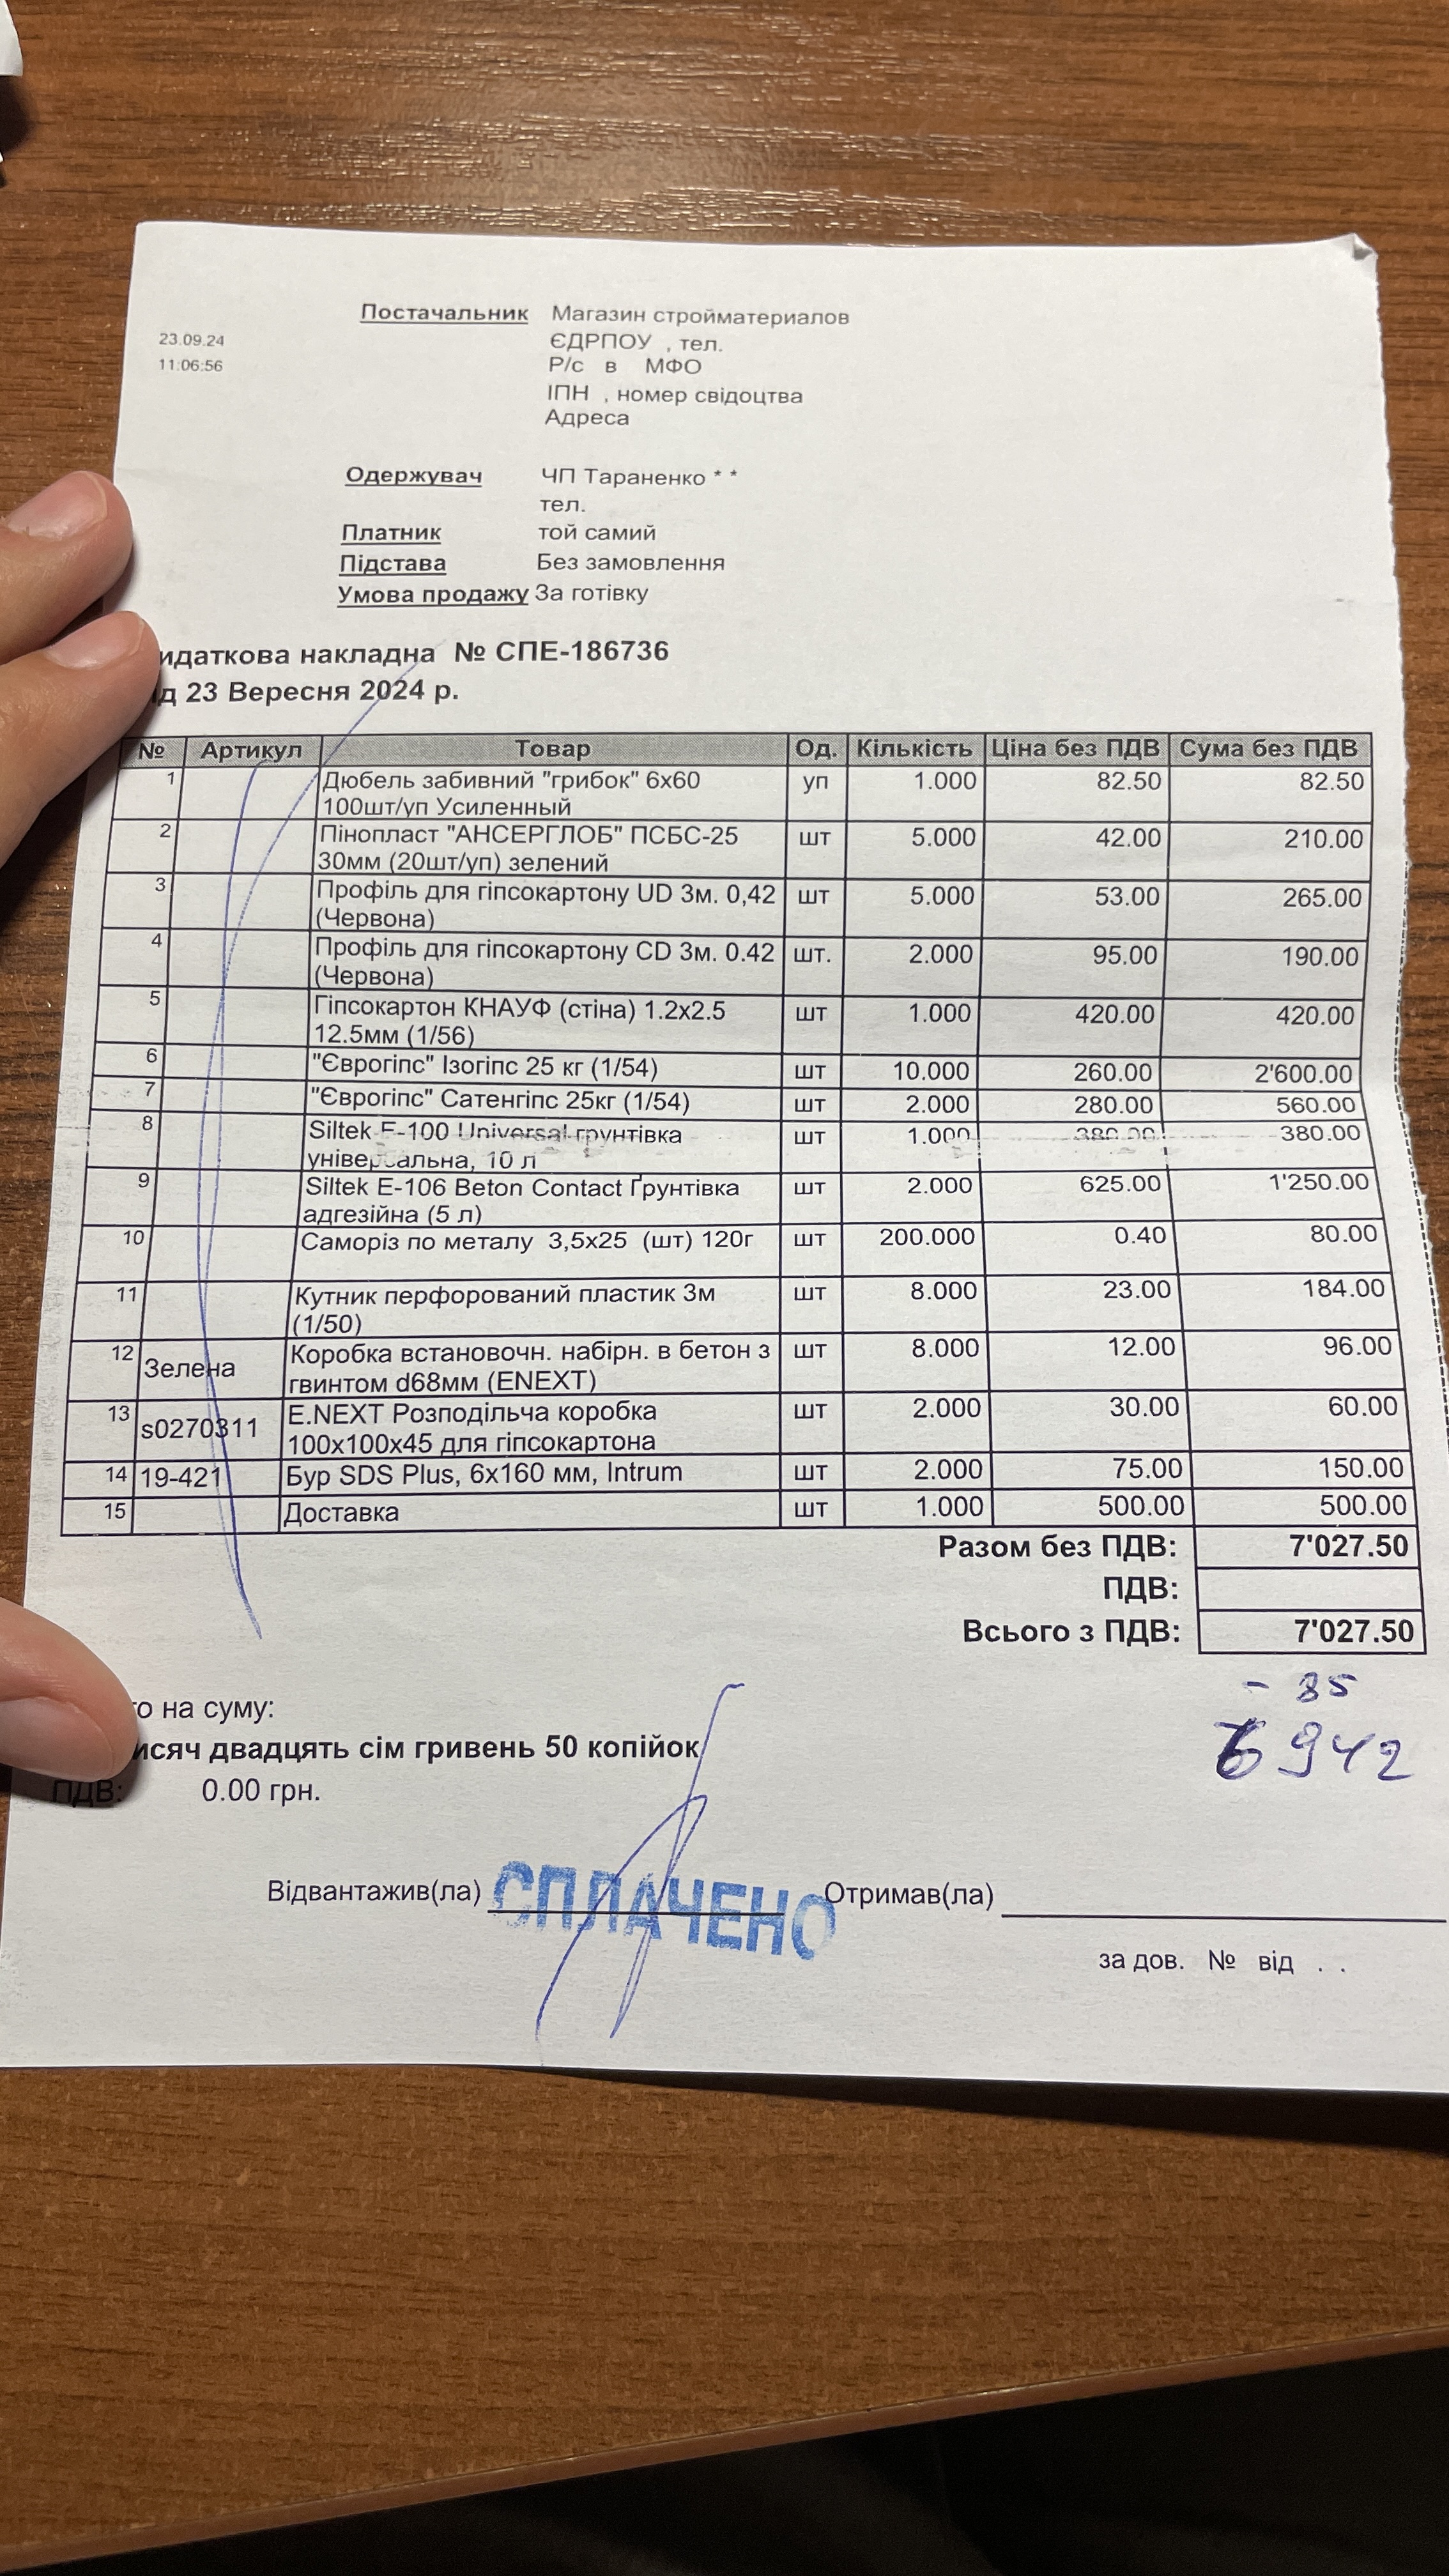 Постачальник Магазин стройматериалов
23.09.24 ЄДРПОУ , тел.
11:06:56 Р/с в МФО
ІПН , номер свідоцтва
Адреса
Одержувач ЧП Тараненко * *
тел.
Платник той самий
Підстава Без замовлення
Умова продажу За готівку
идаткова накладна № СПЕ-186736
ід 23 Вересня 2024 р.
№ Артикул Товар Од. Кількість Ціна без ПДВ Сума без ПДВ
1 Дюбель забивний "грибок" 6х60 уп 1.000 82.50 82.50
100шт/уп Усиленный
2 Пінопласт "АНСЕРГЛОБ" ПСБС-25 шт 5.000 42.00 210.00
30мм (20шт/уп) зелений
3 Профіль для гіпсокартону UD 3м. 0,42 шт 5.000 53.00 265.00
(Червона)
4 Профіль для гіпсокартону CD 3м. 0.42 шт. 2.000 95.00 190.00
(Червона)
5 Гіпсокартон КНАУФ (стіна) 1.2х2.5 шт 1.000 420.00 420.00
12.5мм (1/56)
6 "Єврогіпс" Ізогіпс 25 кг (1/54) шт 10.000 260.00 2'600.00
7 "Єврогіпс" Сатенгіпс 25кг (1/54) шт 2.000 280.00 560.00
8 Siltek E-100 Universal грунтівка шт 1.000 380.00 380.00
універсальна, 10 л
9 Siltek E-106 Beton Contact Ґрунтівка шт 2.000 625.00 1'250.00
адгезійна (5 л)
10 Саморіз по металу 3,5х25 (шт) 120г шт 200.000 0.40 80.00
11 Кутник перфорований пластик 3м шт 8.000 23.00 184.00
(1/50)
12 Зелена Коробка встановочн. набірн. в бетон з шт 8.000 12.00 96.00
гвинтом d68мм (ENEXT)
13 s0270311 E.NEXT Розподільча коробка шт 2.000 30.00 60.00
100х100х45 для гіпсокартона
14 19-421 Бур SDS Plus, 6х160 мм, Intrum шт 2.000 75.00 150.00
15 Доставка шт 1.000 500.00 500.00
Разом без ПДВ: 7'027.50
ПДВ:
Всього з ПДВ: 7'027.50
- 85
6942
го на суму:
исяч двадцять сім гривень 50 копійок
ПДВ: 0.00 грн.
Відвантажив(ла) СПЛАЧЕНО Отримав(ла)
за дов. № від . .